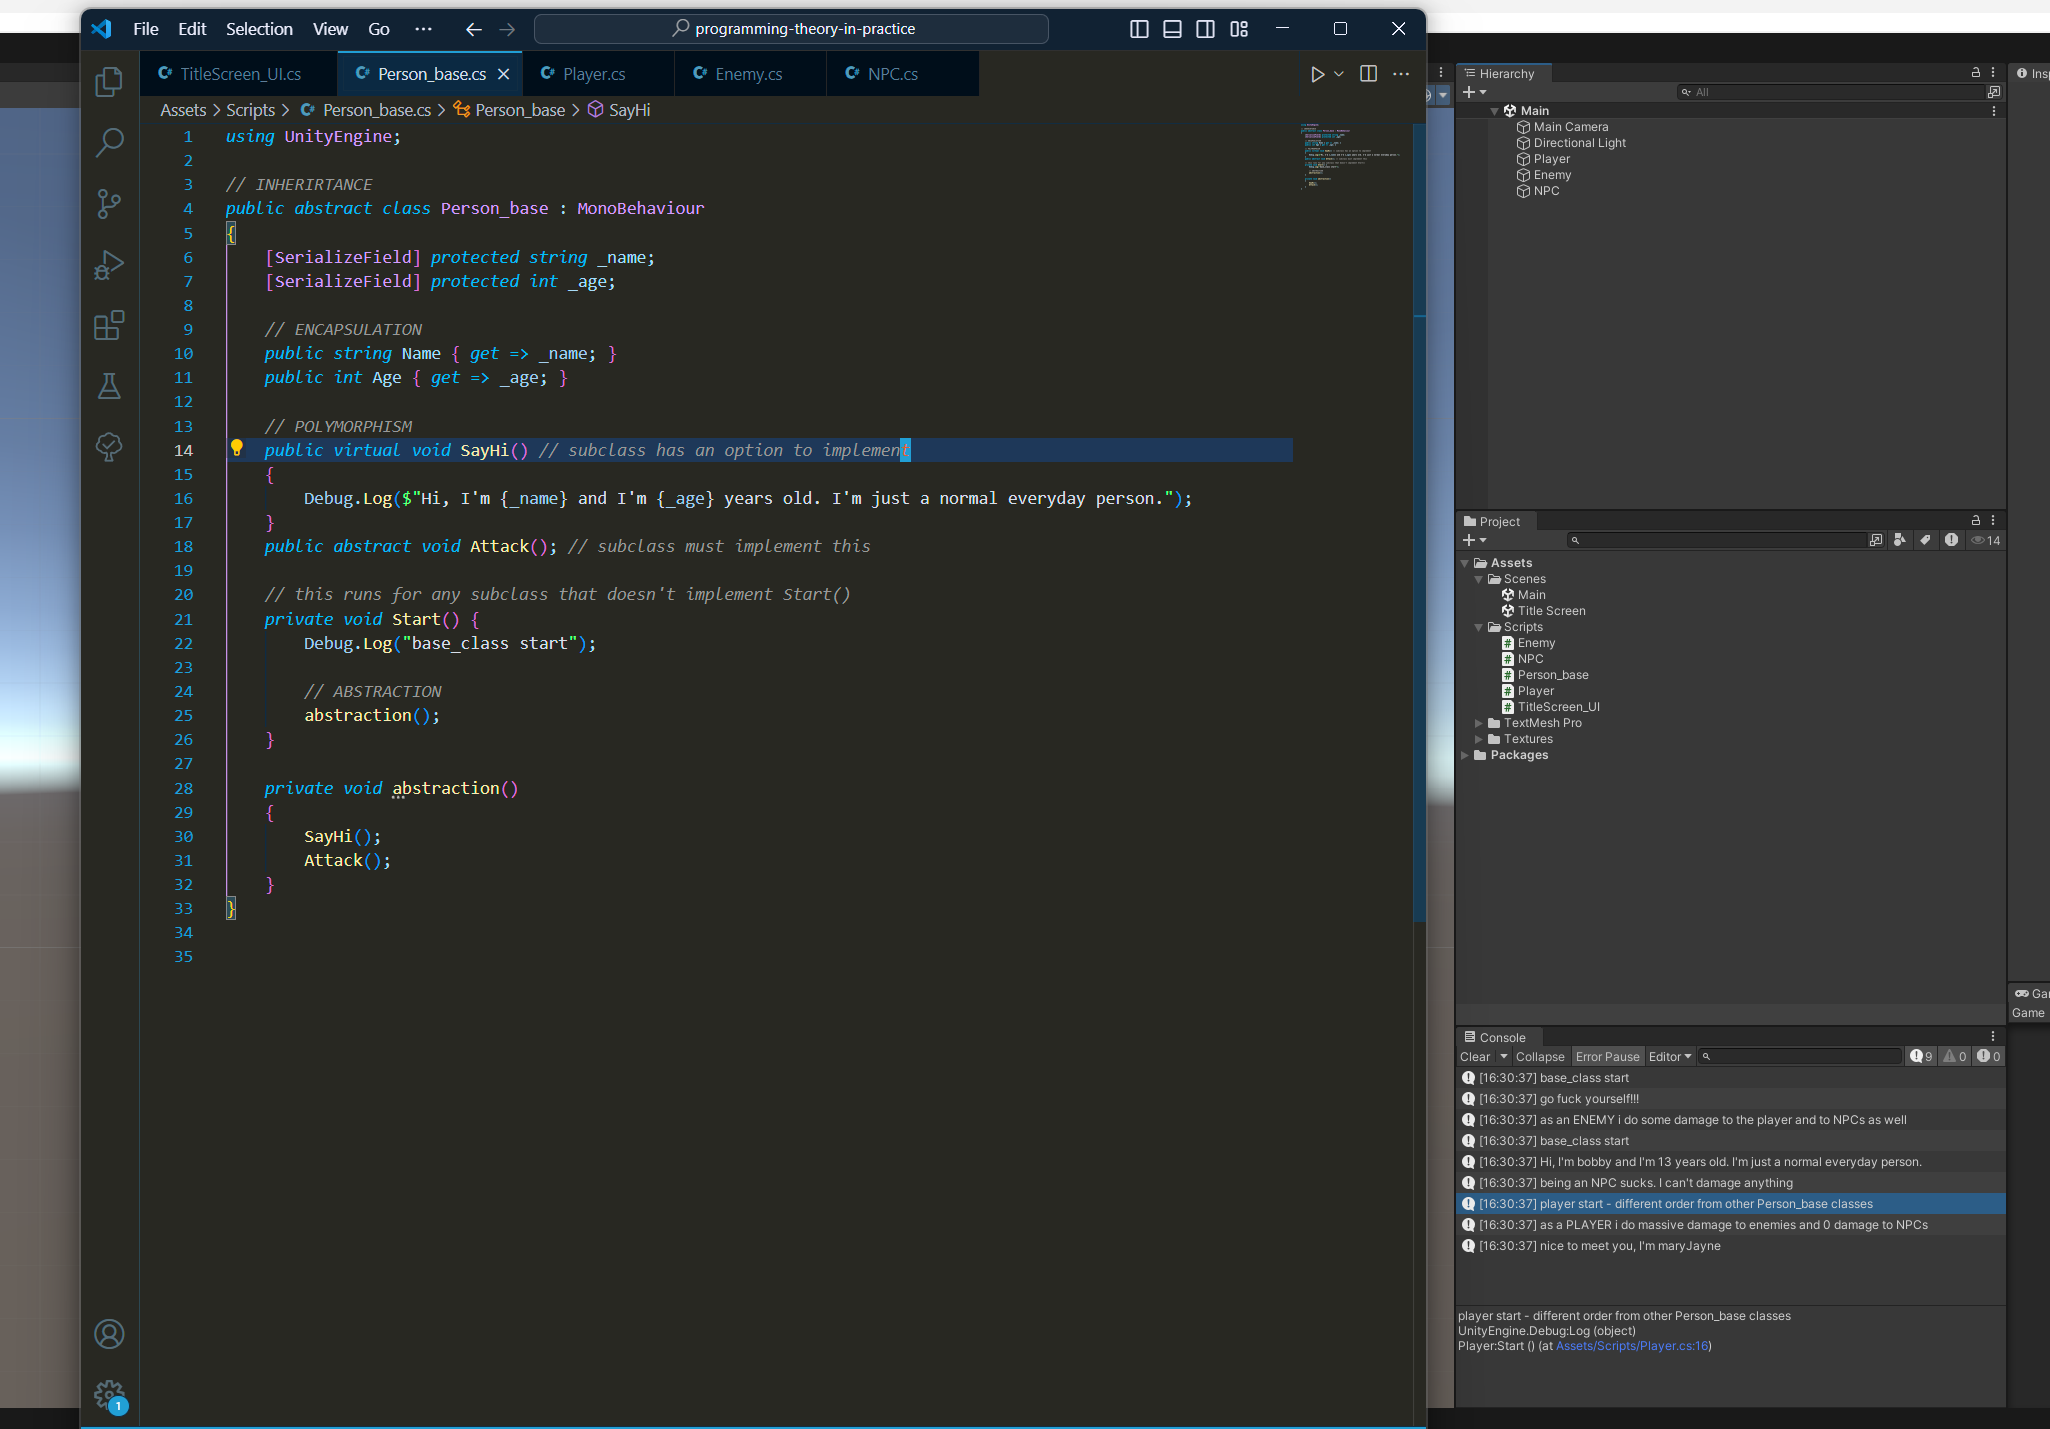 File Edit Selection View Go ··· programming-theory-in-practice
TitleScreen_UI.cs Person_base.cs Player.cs Enemy.cs NPC.cs
Assets > Scripts > Person_base.cs > Person_base > SayHi
1 using UnityEngine;
2
3 // INHERIRTANCE
4 public abstract class Person_base : MonoBehaviour
5 {
6 [SerializeField] protected string _name;
7 [SerializeField] protected int _age;
8
9 // ENCAPSULATION
10 public string Name { get => _name; }
11 public int Age { get => _age; }
12
13 // POLYMORPHISM
14 public virtual void SayHi() // subclass has an option to implement
15 {
16 Debug.Log($"Hi, I'm {_name} and I'm {_age} years old. I'm just a normal everyday person.");
17 }
18 public abstract void Attack(); // subclass must implement this
19
20 // this runs for any subclass that doesn't implement Start()
21 private void Start() {
22 Debug.Log("base_class start");
23
24 // ABSTRACTION
25 abstraction();
26 }
27
28 private void abstraction()
29 {
30 SayHi();
31 Attack();
32 }
33 }
34
35
1
Hierarchy
All
Main
Main Camera
Directional Light
Player
Enemy
NPC
Project
14
Assets
Scenes
Main
Title Screen
Scripts
Enemy
NPC
Person_base
Player
TitleScreen_UI
TextMesh Pro
Textures
Packages
Console
Clear Collapse Error Pause Editor 9 0 0
[16:30:37] base_class start
[16:30:37] go fuck yourself!!!
[16:30:37] as an ENEMY i do some damage to the player and to NPCs as well
[16:30:37] base_class start
[16:30:37] Hi, I'm bobby and I'm 13 years old. I'm just a normal everyday person.
[16:30:37] being an NPC sucks. I can't damage anything
[16:30:37] player start - different order from other Person_base classes
[16:30:37] as a PLAYER i do massive damage to enemies and 0 damage to NPCs
[16:30:37] nice to meet you, I'm maryJayne
player start - different order from other Person_base classes
UnityEngine.Debug:Log (object)
Player:Start () (at Assets/Scripts/Player.cs:16)
Ins
Ga
Game